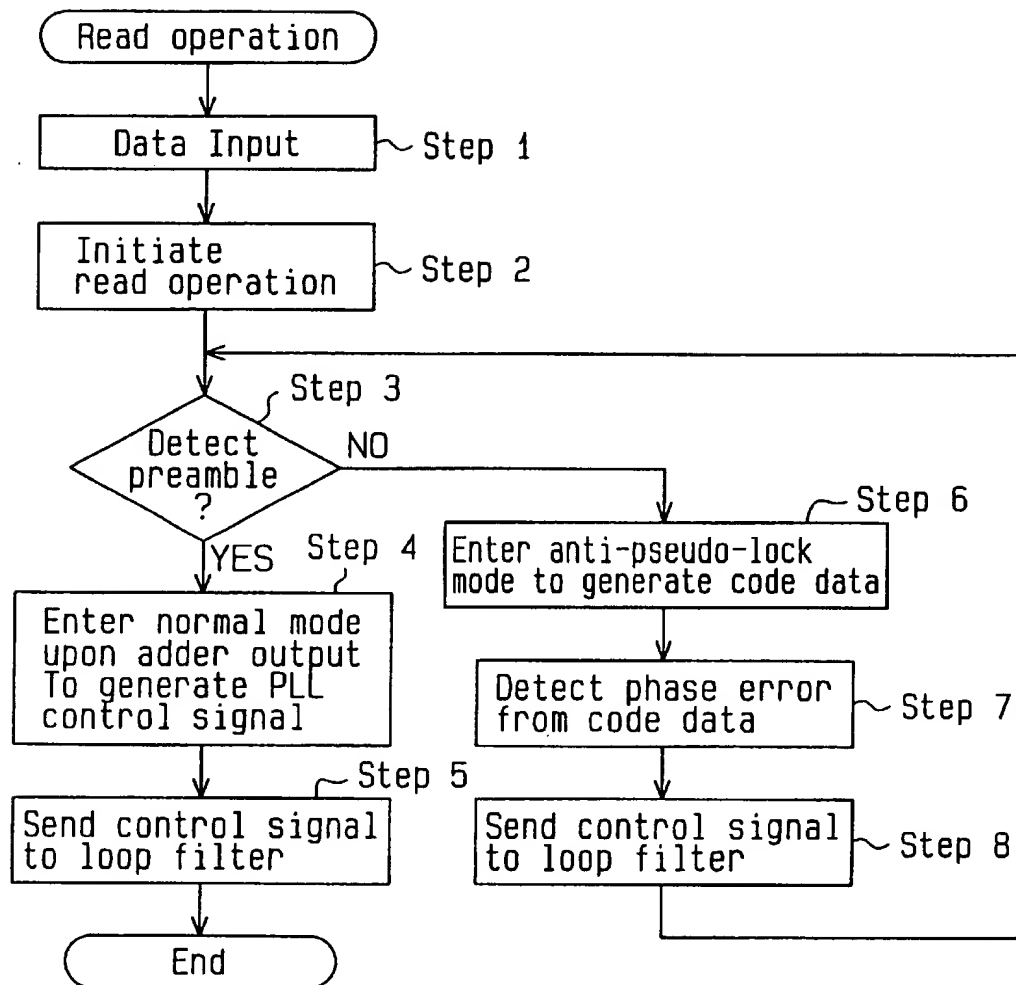 Read operation
Data Input
Step 1
Initiate
read operation
Step 2
Step 3
Detect
preamble
?
NO
YES
Step 4
Enter normal mode
upon adder output
To generate PLL
control signal
Step 5
Send control signal
to loop filter
End
Step 6
Enter anti-pseudo-lock
mode to generate code data
Detect phase error
from code data
Step 7
Send control signal
to loop filter
Step 8